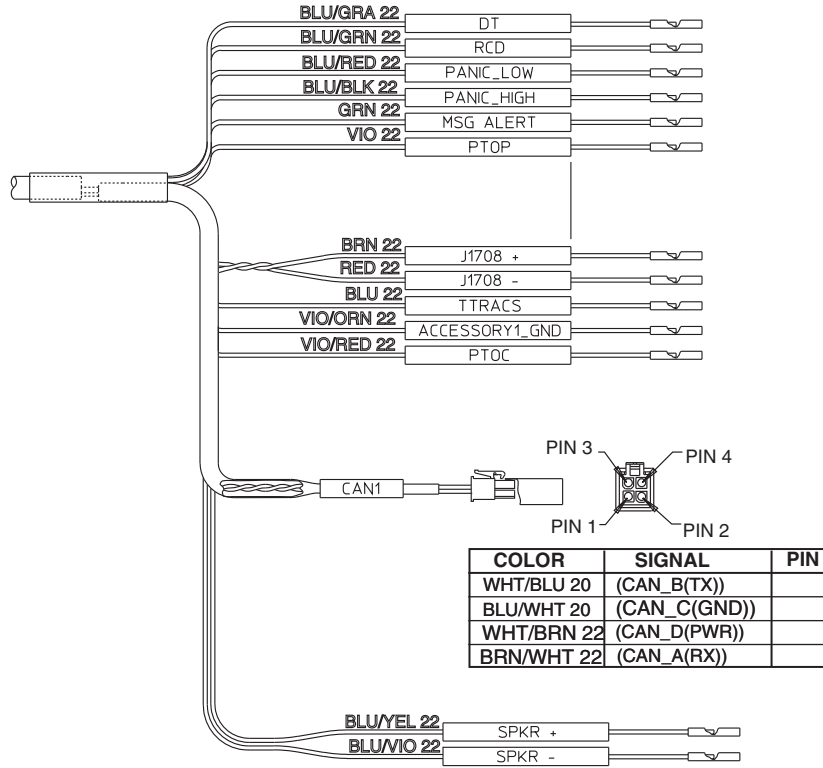 BLU/GRA 22 DT
BLU/GRN 22 RCD
BLU/RED 22 PANIC_LOW
BLU/BLK 22 PANIC_HIGH
GRN 22 MSG ALERT
VIO 22 PTOP
BRN 22 J1708 +
RED 22 J1708 -
BLU 22 TTRACS
VIO/ORN 22 ACCESSORY1_GND
VIO/RED 22 PTOC
CAN1
PIN 3 PIN 4
PIN 1 PIN 2
COLOR SIGNAL PIN
WHT/BLU 20 (CAN_B(TX))
BLU/WHT 20 (CAN_C(GND))
WHT/BRN 22 (CAN_D(PWR))
BRN/WHT 22 (CAN_A(RX))
BLU/YEL 22 SPKR +
BLU/VIO 22 SPKR -